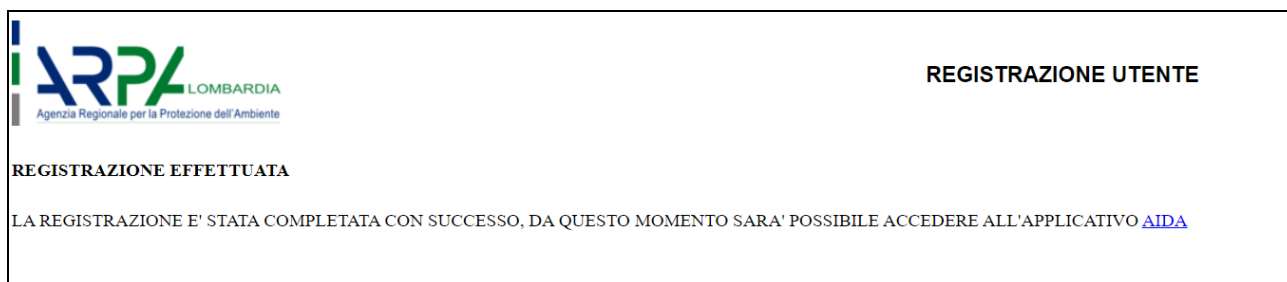 ARPA LOMBARDIA
Agenzia Regionale per la Protezione dell'Ambiente
REGISTRAZIONE UTENTE
REGISTRAZIONE EFFETTUATA
LA REGISTRAZIONE E' STATA COMPLETATA CON SUCCESSO, DA QUESTO MOMENTO SARA' POSSIBILE ACCEDERE ALL'APPLICATIVO AIDA